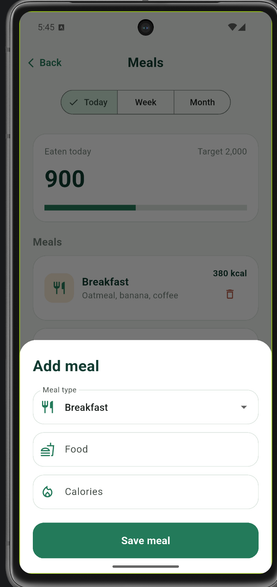 5:45
Back
Meals
Today
Week
Month
Eaten today
Target 2,000
900
Meals
Breakfast
380 kcal
Oatmeal, banana, coffee
Add meal
Meal type
Breakfast
Food
Calories
Save meal